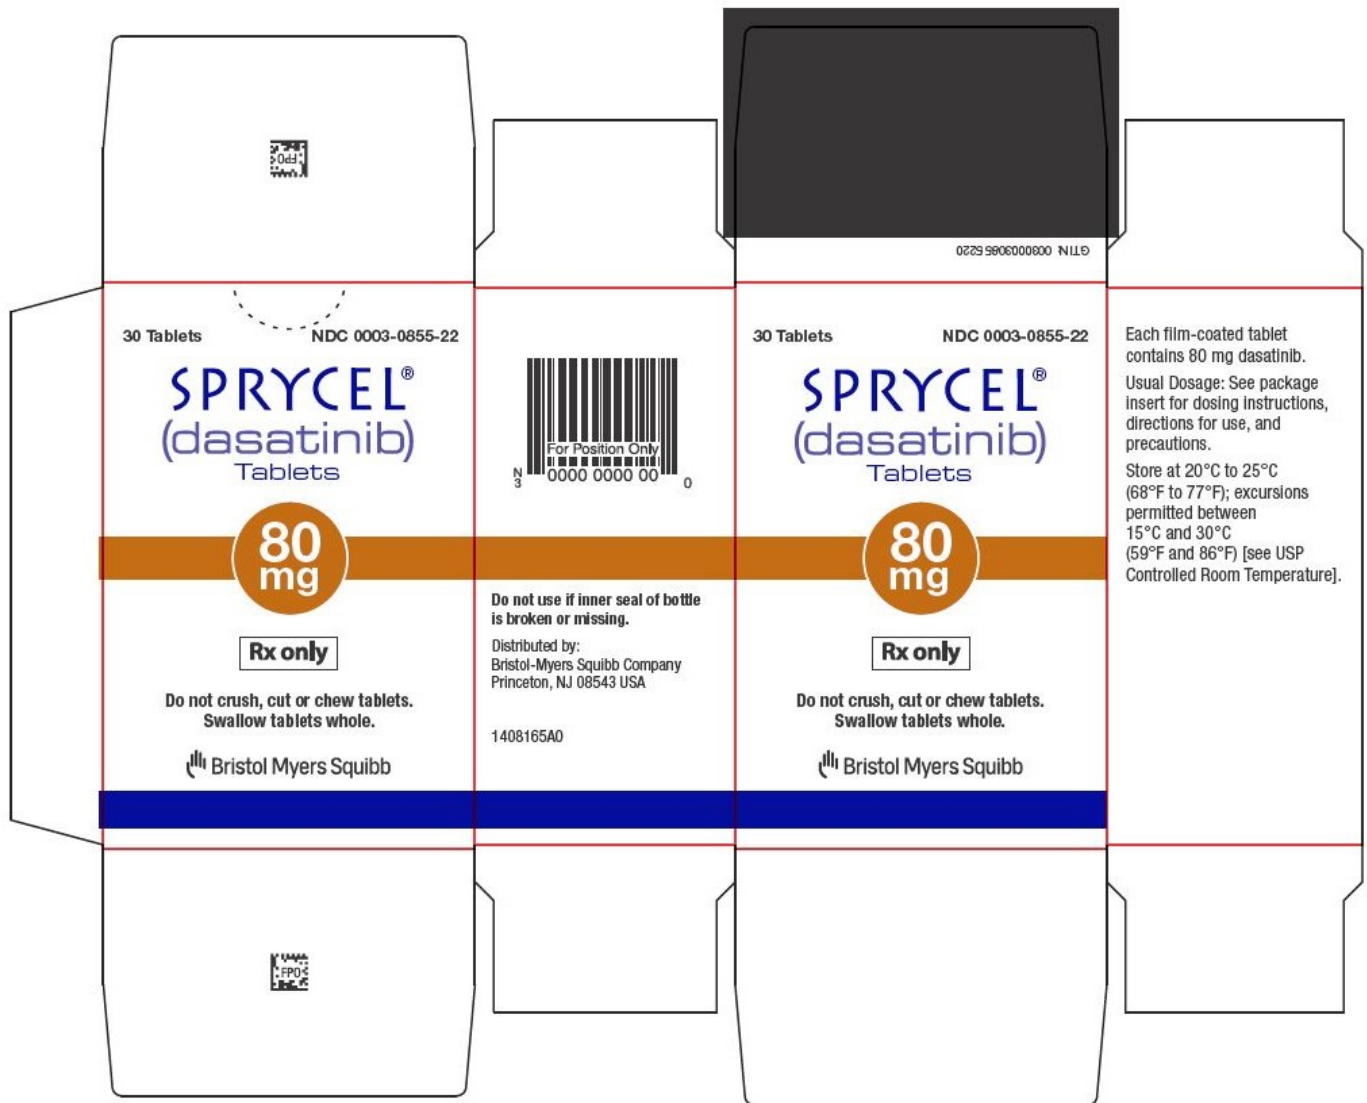 FPO
GTIN: 00300030855220
30 Tablets NDC 0003-0855-22
SPRYCEL®
(dasatinib)
Tablets
80
mg
Rx only
Do not crush, cut or chew tablets.
Swallow tablets whole.
Bristol Myers Squibb
For Position Only
N
3 0000 0000 00 0
Do not use if inner seal of bottle
is broken or missing.
Distributed by:
Bristol-Myers Squibb Company
Princeton, NJ 08543 USA
1408165A0
30 Tablets NDC 0003-0855-22
SPRYCEL®
(dasatinib)
Tablets
80
mg
Rx only
Do not crush, cut or chew tablets.
Swallow tablets whole.
Bristol Myers Squibb
Each film-coated tablet
contains 80 mg dasatinib.
Usual Dosage: See package
insert for dosing instructions,
directions for use, and
precautions.
Store at 20°C to 25°C
(68°F to 77°F); excursions
permitted between
15°C and 30°C
(59°F and 86°F) [see USP
Controlled Room Temperature].
FPO